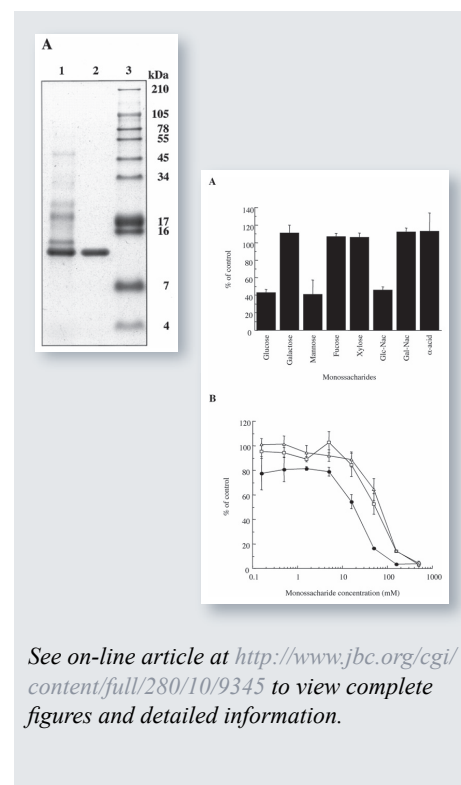 A
1 2 3 kDa
210
105
78
55
45
34
17
16
7
4
A
140
120
100
80
60
40
20
0
% of control
Glucose
Galactose
Mannose
Fucose
Xylose
Glc-Nac
Gal-Nac
α-acid
Monossacharides
B
120
100
80
60
40
20
0
% of control
0.1 1 10 100 1000
Monossacharide concentration (mM)
See on-line article at http://www.jbc.org/cgi/
content/full/280/10/9345 to view complete
figures and detailed information.